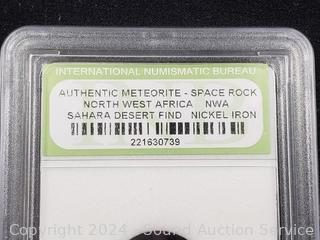 INTERNATIONAL NUMISMATIC BUREAU
AUTHENTIC METEORITE - SPACE ROCK
NORTH WEST AFRICA NWA
SAHARA DESERT FIND NICKEL IRON
221630739
Copyright 2024 - Sound Auction Service